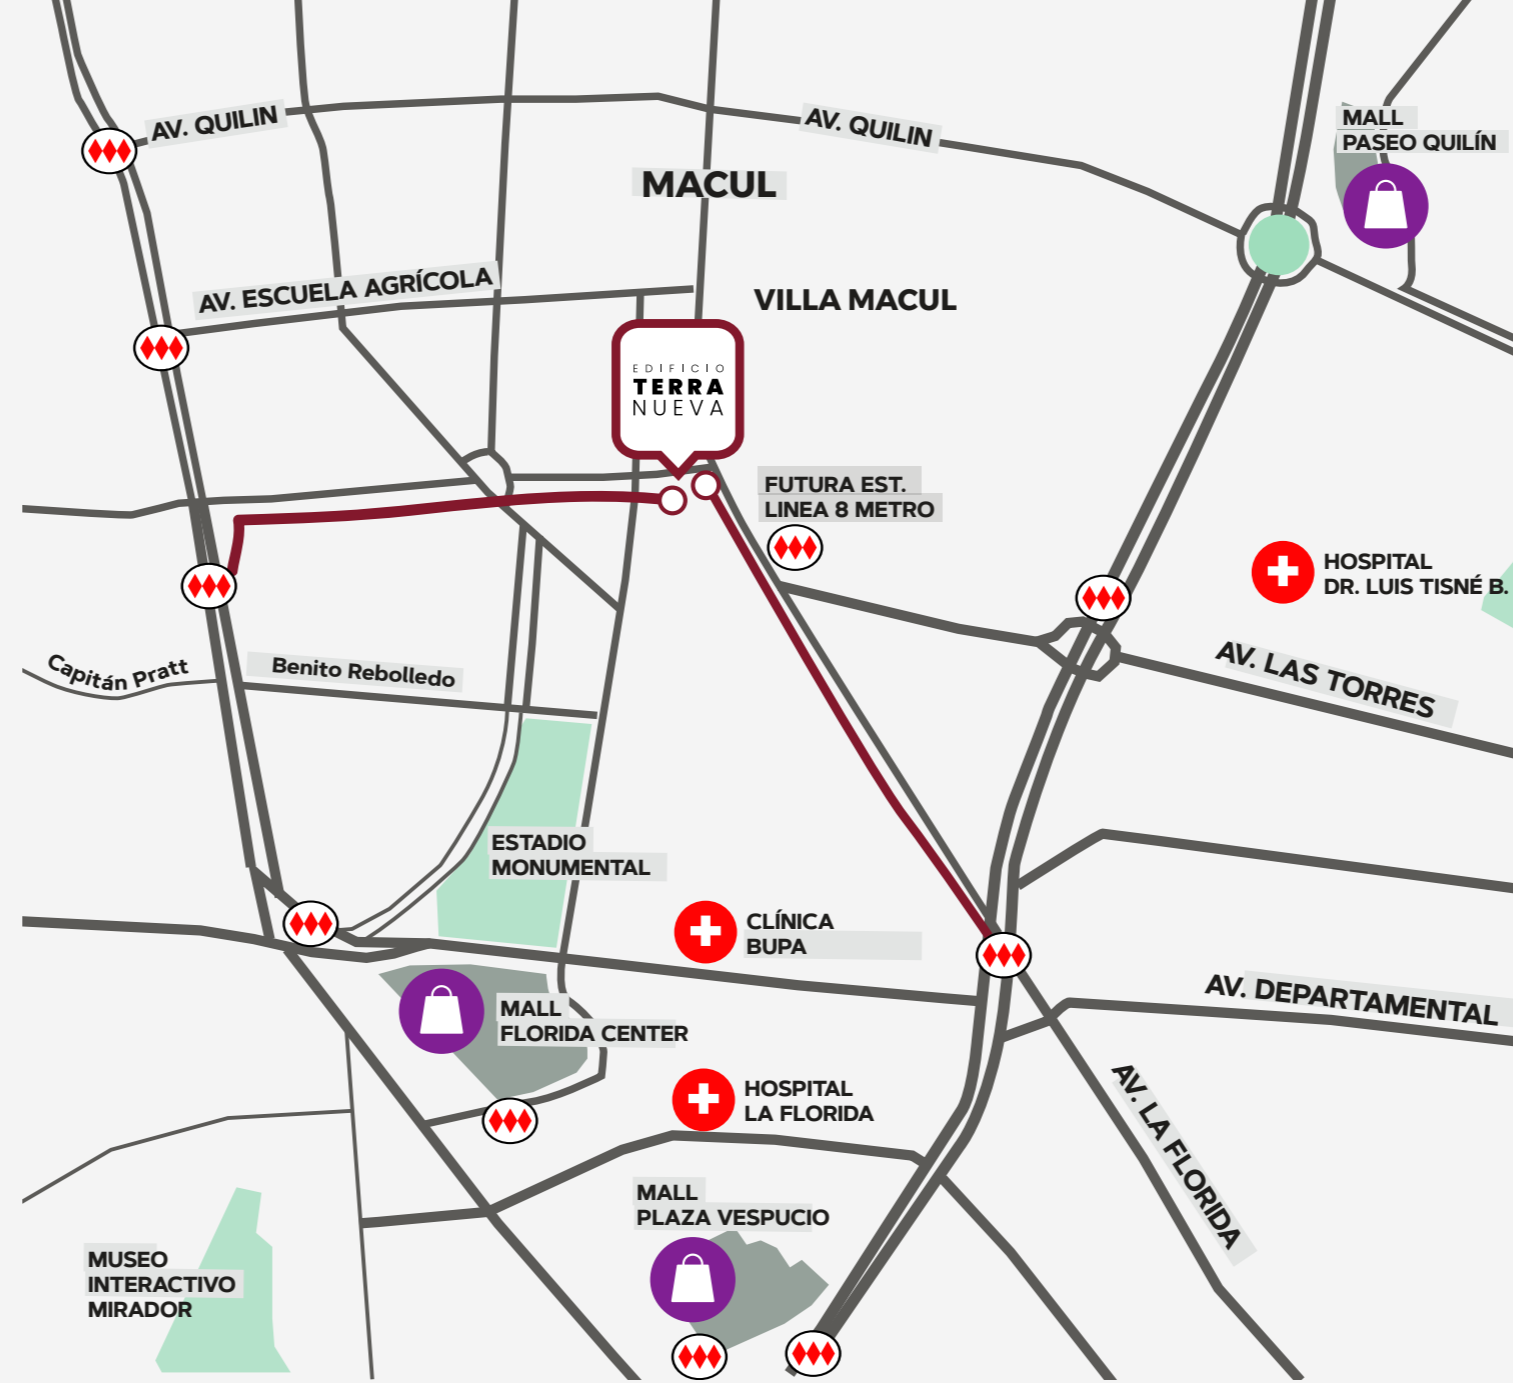 AV. QUILIN
AV. QUILIN
MALL
PASEO QUILÍN
MACUL
AV. ESCUELA AGRÍCOLA
VILLA MACUL
EDIFICIO
TERRA
NUEVA
FUTURA EST.
LINEA 8 METRO
HOSPITAL
DR. LUIS TISNÉ B.
Capitán Pratt
Benito Rebolledo
AV. LAS TORRES
ESTADIO
MONUMENTAL
CLÍNICA
BUPA
AV. DEPARTAMENTAL
MALL
FLORIDA CENTER
HOSPITAL
LA FLORIDA
AV. LA FLORIDA
MALL
PLAZA VESPUCIO
MUSEO
INTERACTIVO
MIRADOR